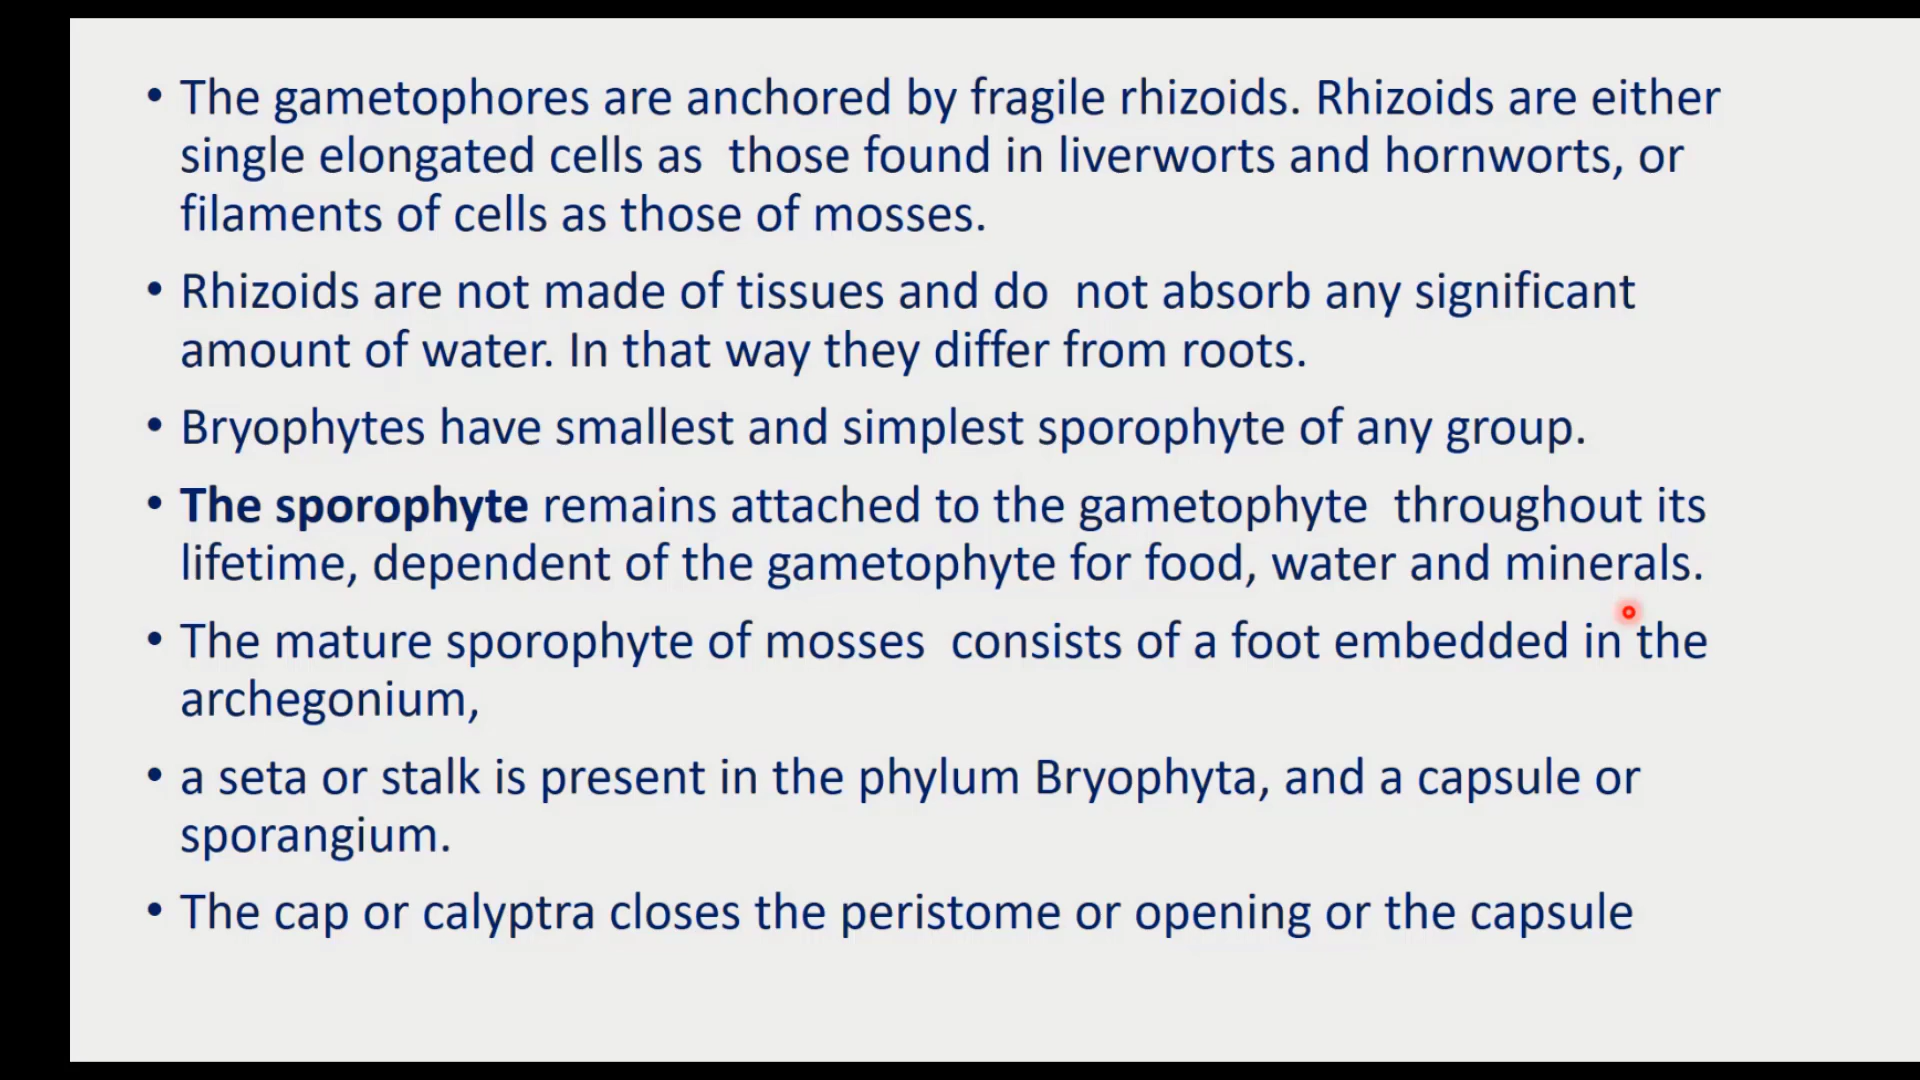 • The gametophores are anchored by fragile rhizoids. Rhizoids are either
single elongated cells as  those found in liverworts and hornworts, or
filaments of cells as those of mosses.
• Rhizoids are not made of tissues and do  not absorb any significant
amount of water. In that way they differ from roots.
• Bryophytes have smallest and simplest sporophyte of any group.
• The sporophyte remains attached to the gametophyte  throughout its
lifetime, dependent of the gametophyte for food, water and minerals.
• The mature sporophyte of mosses  consists of a foot embedded in the
archegonium,
• a seta or stalk is present in the phylum Bryophyta, and a capsule or
sporangium.
• The cap or calyptra closes the peristome or opening or the capsule